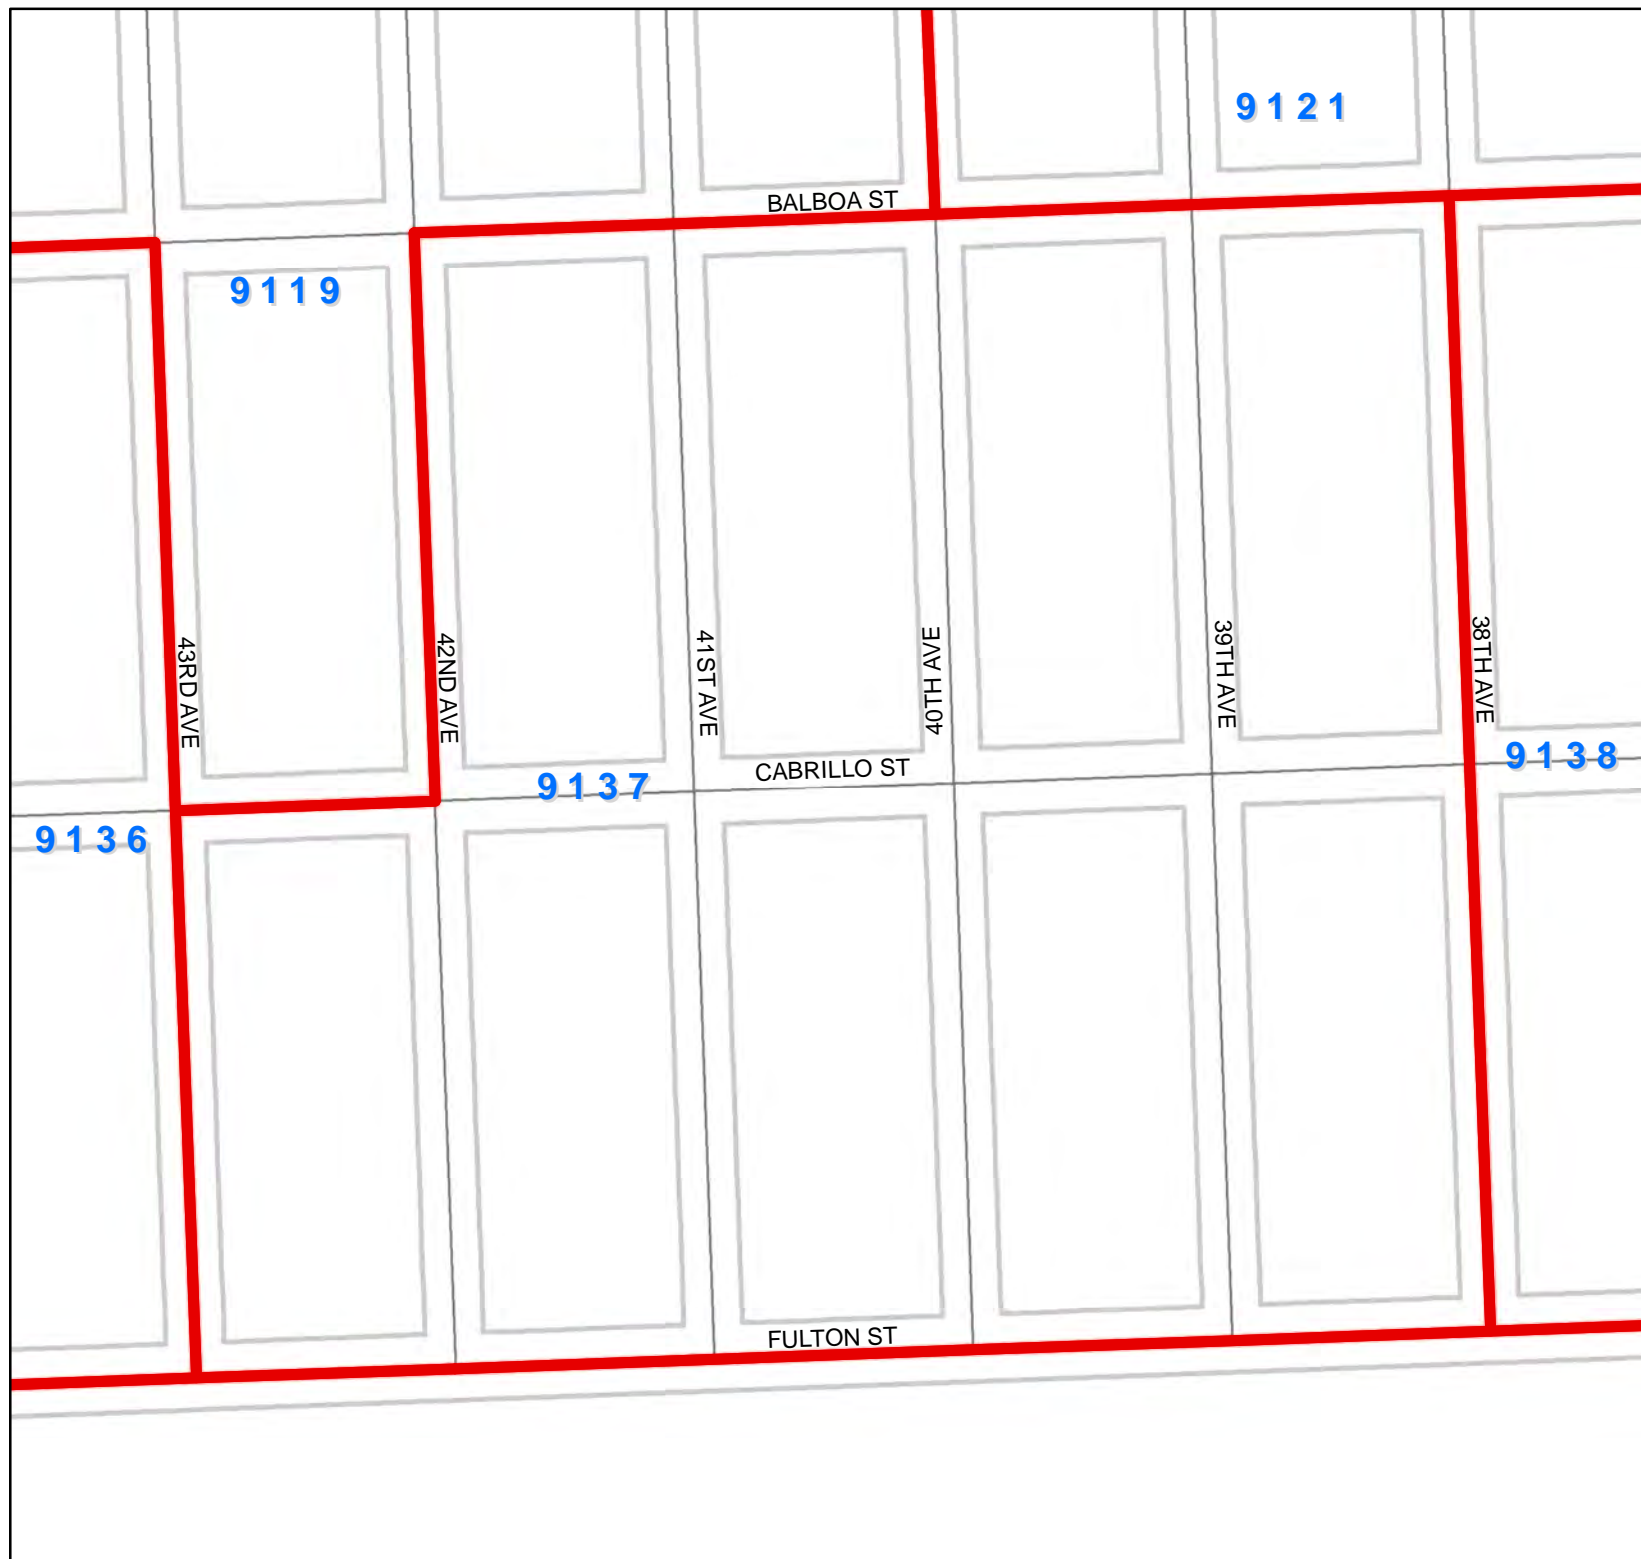 9121
BALBOA ST
9119
43RD AVE
42ND AVE
41ST AVE
40TH AVE
39TH AVE
38TH AVE
CABRILLO ST
9138
9137
9136
FULTON ST